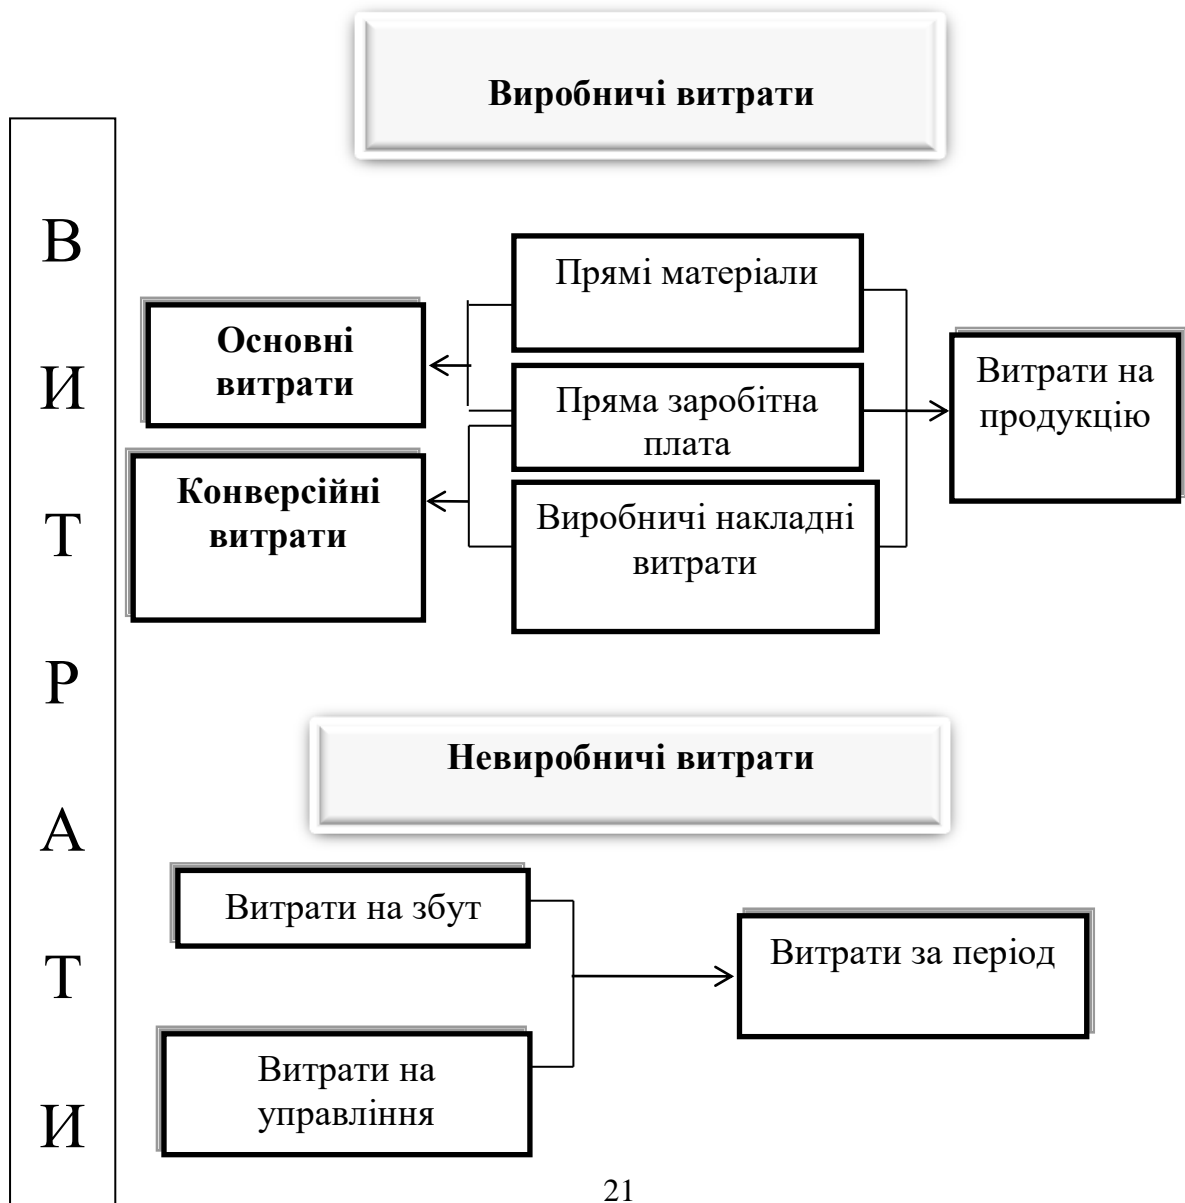 Виробничі витрати
В
И
Т
Р
А
Т
И
Прямі матеріали
Основні
витрати
Пряма заробітна
плата
Витрати на
продукцію
Конверсійні
витрати
Виробничі накладні
витрати
Невиробничі витрати
Витрати на збут
Витрати за період
Витрати на
управління
21